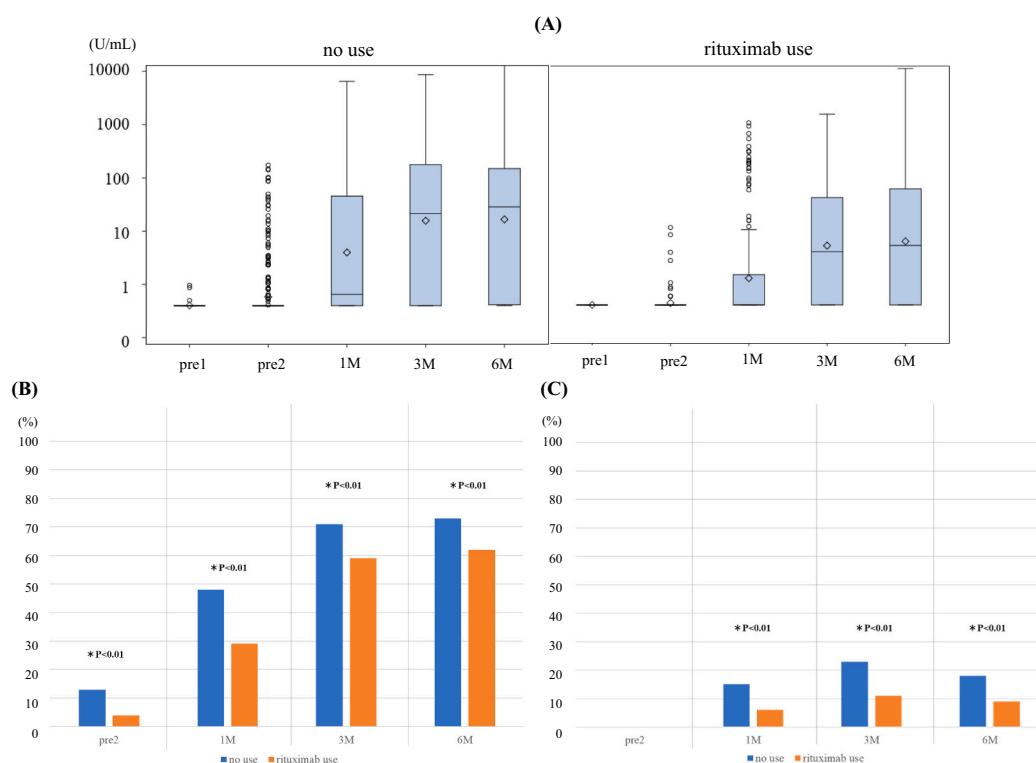 (A)
(U/mL)
no use
rituximab use
10000
1000
100
10
1
0
pre1 pre2 1M 3M 6M
pre1 pre2 1M 3M 6M
(B)
(%)
100
90
80
70
60
50
40
30
20
10
0
＊P<0.01
＊P<0.01
＊P<0.01
＊P<0.01
pre2 1M 3M 6M
no use rituximab use
(C)
(%)
100
90
80
70
60
50
40
30
20
10
0
＊P<0.01
＊P<0.01
＊P<0.01
pre2 1M 3M 6M
no use rituximab use